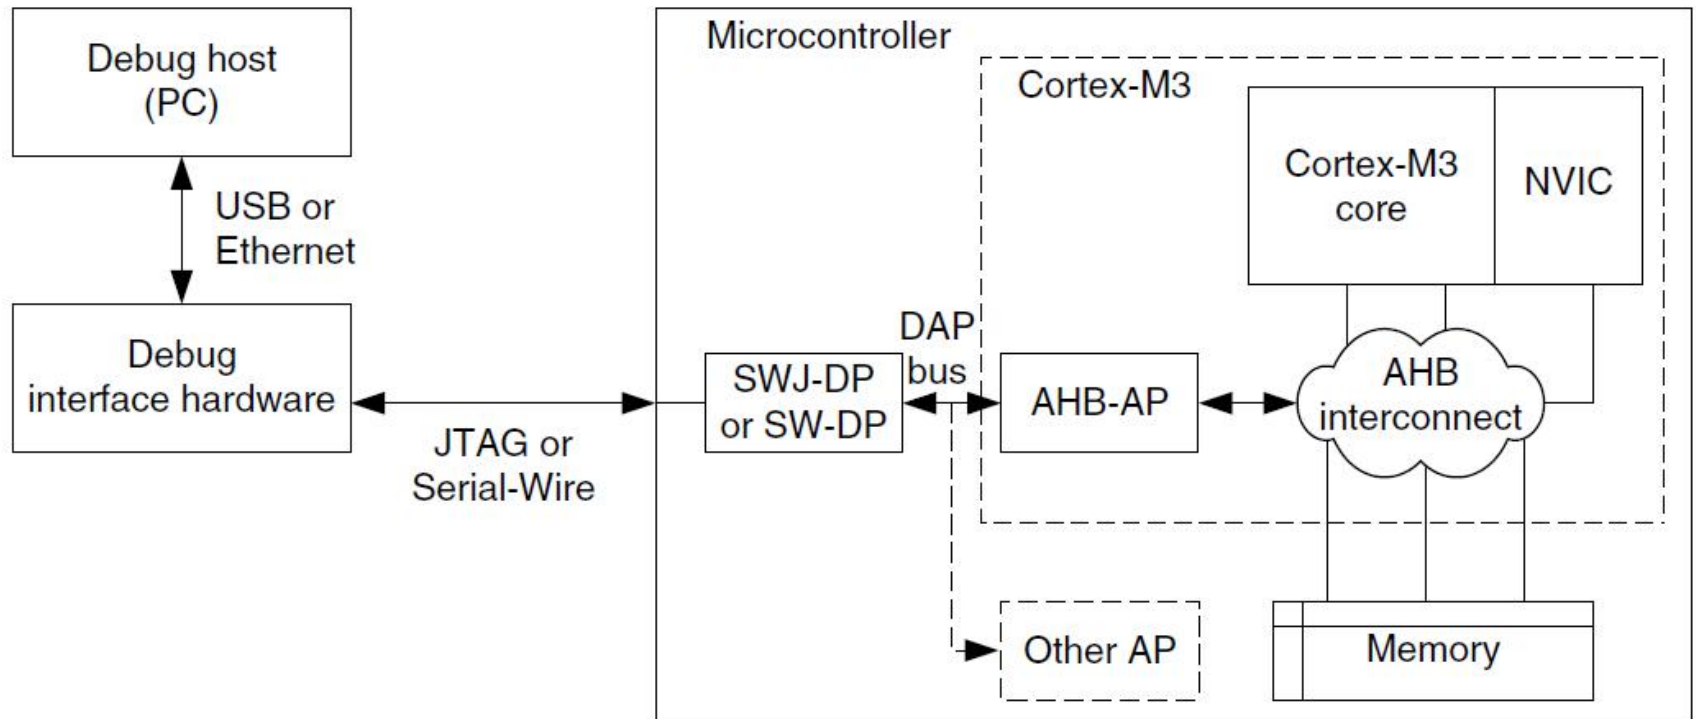 Debug host
(PC)
USB or
Ethernet
Debug
interface hardware
JTAG or
Serial-Wire
Microcontroller
Cortex-M3
Cortex-M3
core
NVIC
SWJ-DP
or SW-DP
DAP
bus
AHB-AP
AHB
interconnect
Other AP
Memory